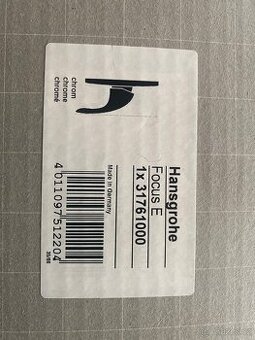 Hansgrohe
Focus E
1x 31761000
Made in Germany
4 011097 512204
chrom
chrome
chromé